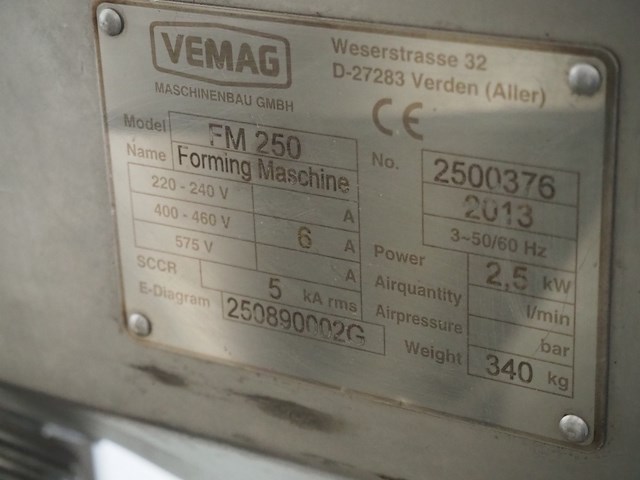 VEMAG
MASCHINENBAU GMBH
Weserstrasse 32
D-27283 Verden (Aller)
CE
Model FM 250
Name Forming Maschine
220 - 240 V A
400 - 460 V 6 A
575 V A
SCCR 5 kA rms
E-Diagram 250890002G
No. 2500376
2013
3~50/60 Hz
Power 2,5 kW
Airquantity l/min
Airpressure bar
Weight 340 kg